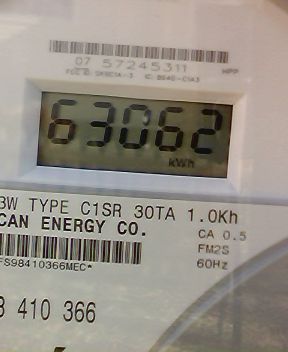 07 57245311
HPP
63062
kWh
3W TYPE C1SR 30TA 1.0Kh
CAN ENERGY CO.
CA 0.5
FM2S
60Hz
FS98410366MEC*
410 366